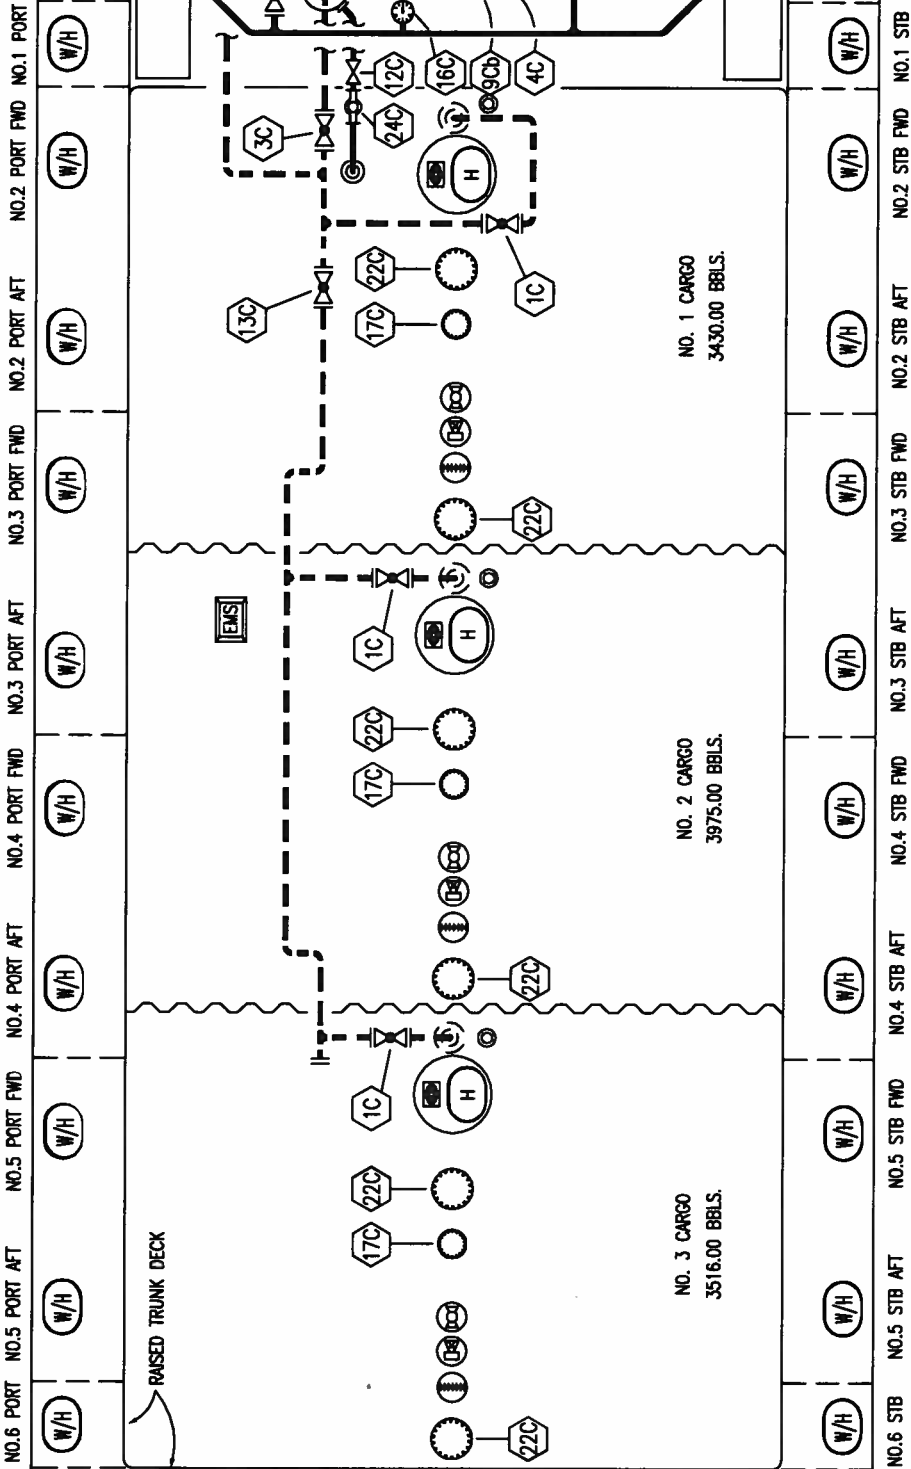 NO.1 PORT
NO.2 PORT FWD
NO.2 PORT AFT
NO.3 PORT FWD
NO.3 PORT AFT
NO.4 PORT FWD
NO.4 PORT AFT
NO.5 PORT FWD
NO.5 PORT AFT
NO.6 PORT
W/H
W/H
W/H
W/H
W/H
W/H
W/H
W/H
W/H
W/H
RAISED TRUNK DECK
EMS
3C
13C
12C
24C
16C
9Cb
4C
H
1C
22C
17C
22C
NO. 1 CARGO
3430.00 BBLS.
1C
H
22C
17C
22C
NO. 2 CARGO
3975.00 BBLS.
1C
H
22C
17C
22C
NO. 3 CARGO
3516.00 BBLS.
W/H
W/H
W/H
W/H
W/H
W/H
W/H
W/H
W/H
W/H
NO.1 STB
NO.2 STB FWD
NO.2 STB AFT
NO.3 STB FWD
NO.3 STB AFT
NO.4 STB FWD
NO.4 STB AFT
NO.5 STB FWD
NO.5 STB AFT
NO.6 STB